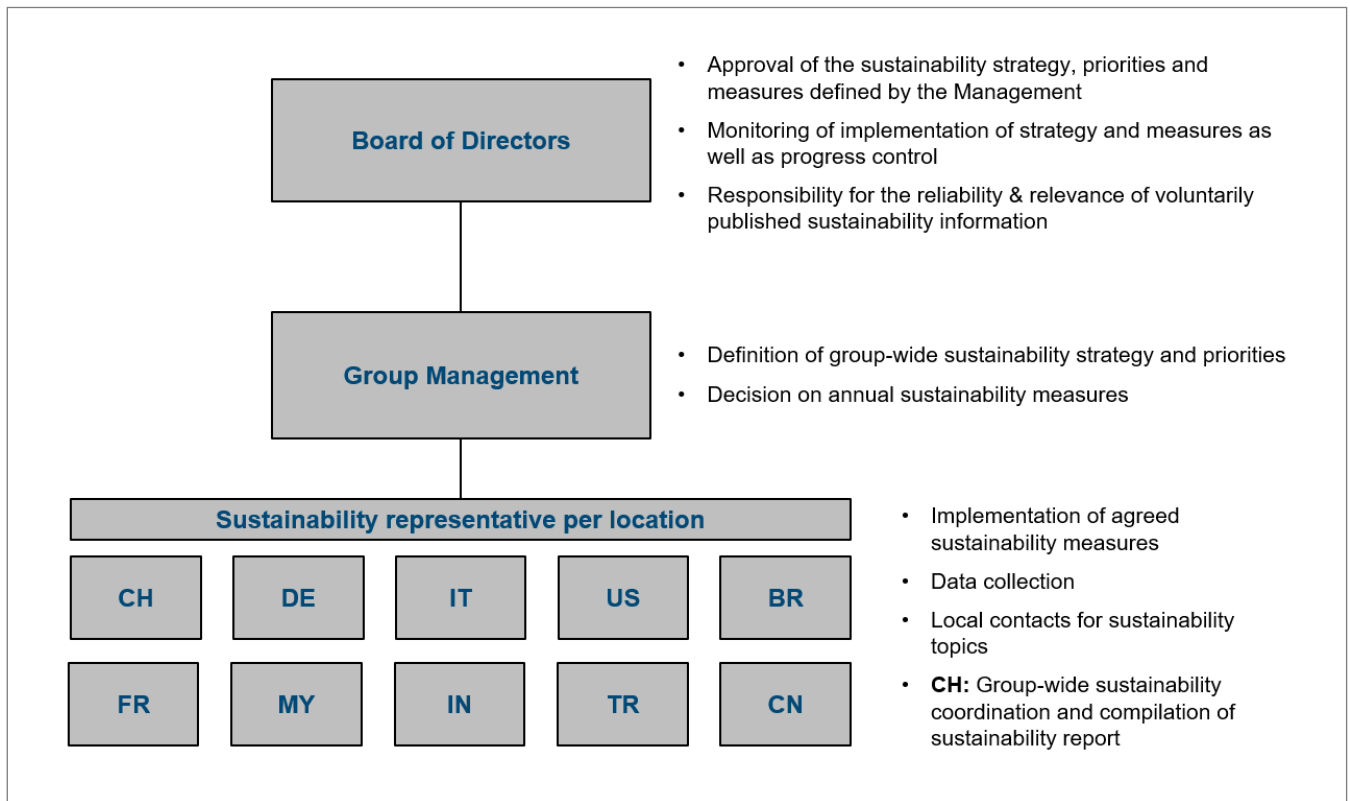 Board of Directors
• Approval of the sustainability strategy, priorities and
measures defined by the Management
• Monitoring of implementation of strategy and measures as
well as progress control
• Responsibility for the reliability & relevance of voluntarily
published sustainability information
Group Management
• Definition of group-wide sustainability strategy and priorities
• Decision on annual sustainability measures
Sustainability representative per location
CH DE IT US BR
FR MY IN TR CN
• Implementation of agreed
sustainability measures
• Data collection
• Local contacts for sustainability
topics
• CH: Group-wide sustainability
coordination and compilation of
sustainability report